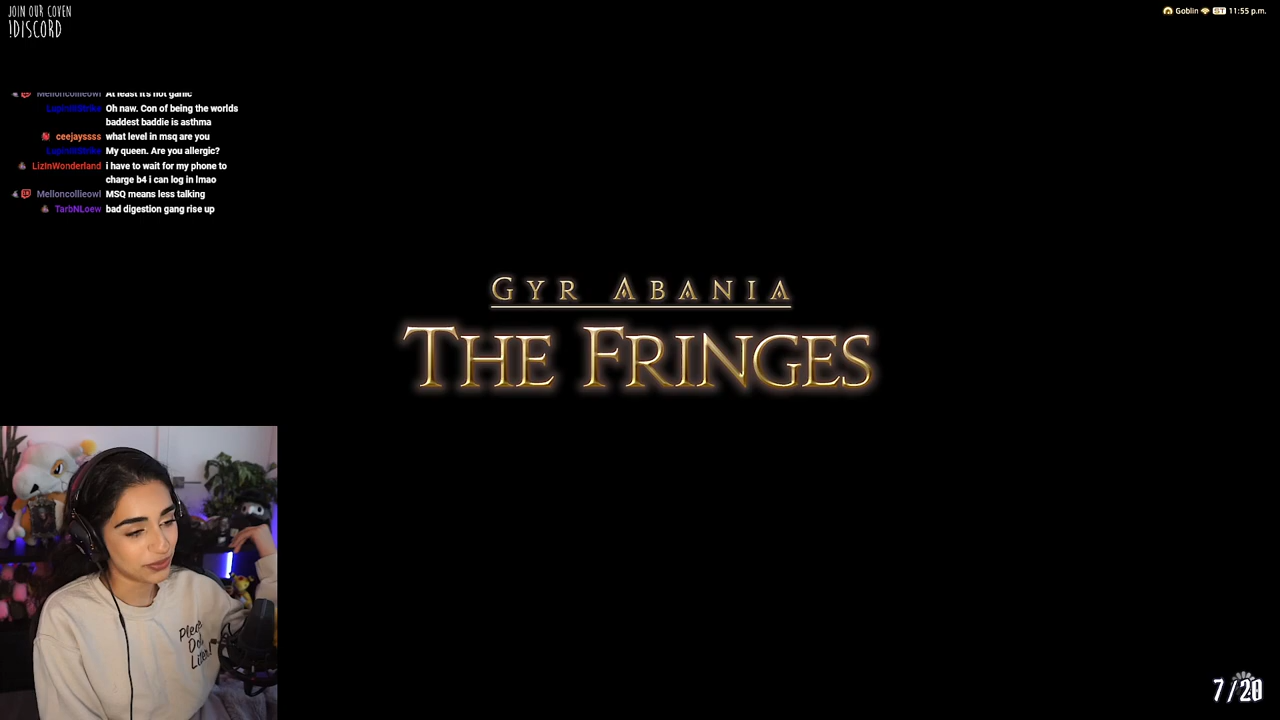 JOIN OUR COVEN
!DISCORD
Goblin GT 11:55 p.m.
Melloncollieowl At least it's not garlic
Oh naw. Con of being the worlds
baddest baddie is asthma
ceejayssss what level in msq are you
My queen. Are you allergic?
LizInWonderland i have to wait for my phone to
charge b4 i can log in lmao
Melloncollieowl MSQ means less talking
TarbNLoew bad digestion gang rise up
GYR ABANIA
THE FRINGES
7/20